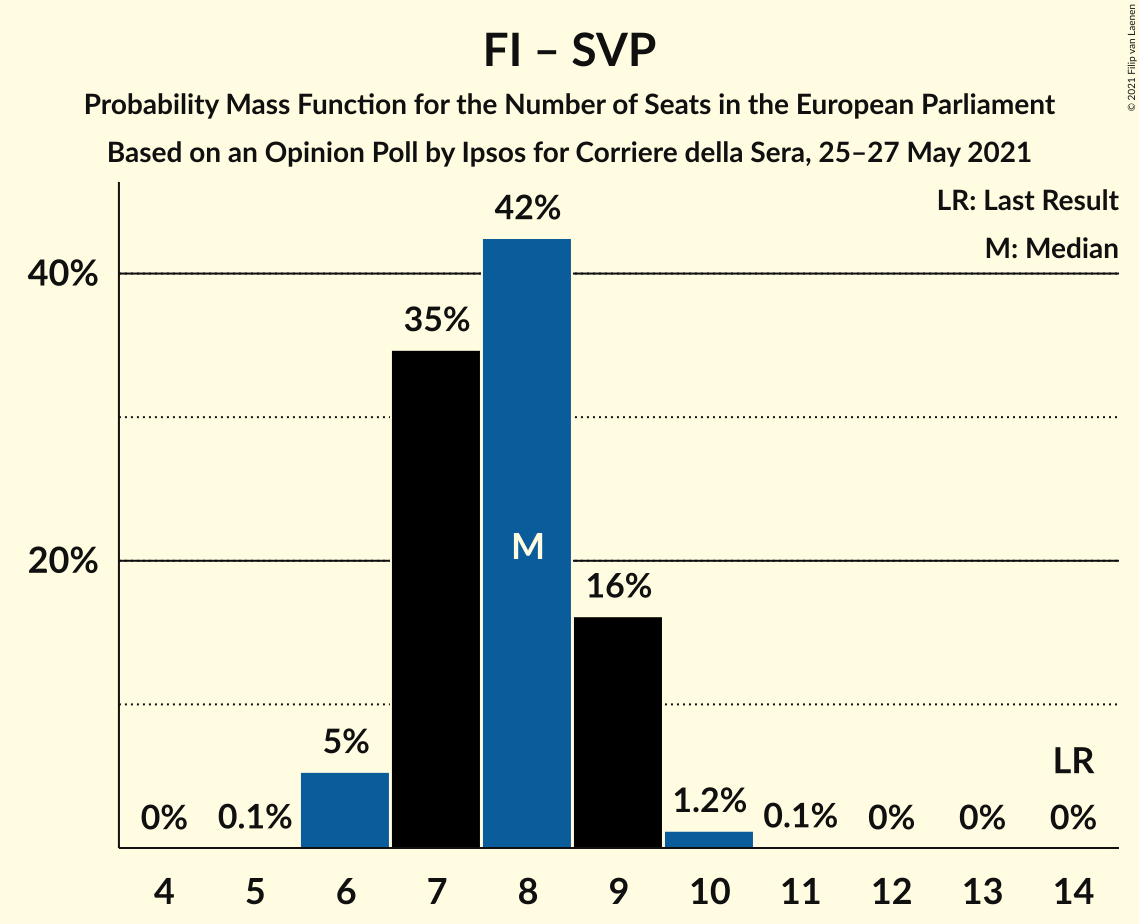 FI – SVP
Probability Mass Function for the Number of Seats in the European Parliament
Based on an Opinion Poll by Ipsos for Corriere della Sera, 25–27 May 2021
© 2021 Filip van Laenen
LR: Last Result
M: Median
40%
20%
0%
0.1%
5%
35%
42%
M
16%
1.2%
0.1%
0%
0%
LR
0%
4 5 6 7 8 9 10 11 12 13 14